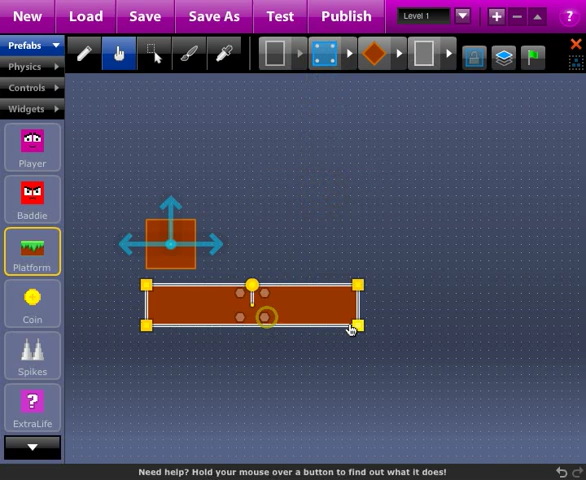 New Load Save Save As Test Publish Level 1 + − ?
Prefabs
Physics
Controls
Widgets
Player
Baddie
Platform
Coin
Spikes
?
ExtraLife
Need help? Hold your mouse over a button to find out what it does!